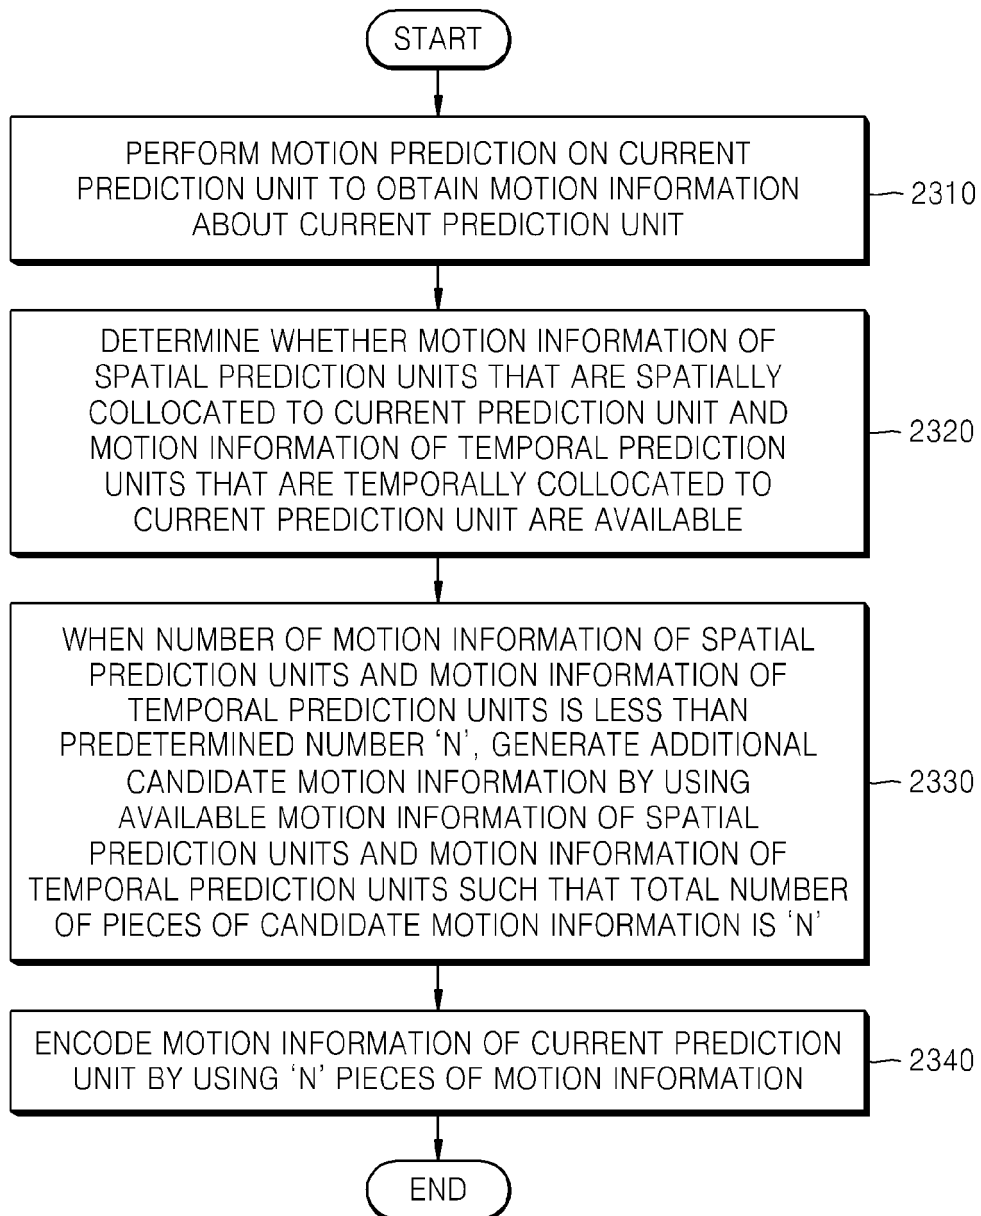 START
PERFORM MOTION PREDICTION ON CURRENT
PREDICTION UNIT TO OBTAIN MOTION INFORMATION
ABOUT CURRENT PREDICTION UNIT
2310
DETERMINE WHETHER MOTION INFORMATION OF
SPATIAL PREDICTION UNITS THAT ARE SPATIALLY
COLLOCATED TO CURRENT PREDICTION UNIT AND
MOTION INFORMATION OF TEMPORAL PREDICTION
UNITS THAT ARE TEMPORALLY COLLOCATED TO
CURRENT PREDICTION UNIT ARE AVAILABLE
2320
WHEN NUMBER OF MOTION INFORMATION OF SPATIAL
PREDICTION UNITS AND MOTION INFORMATION OF
TEMPORAL PREDICTION UNITS IS LESS THAN
PREDETERMINED NUMBER ‘N’, GENERATE ADDITIONAL
CANDIDATE MOTION INFORMATION BY USING
AVAILABLE MOTION INFORMATION OF SPATIAL
PREDICTION UNITS AND MOTION INFORMATION OF
TEMPORAL PREDICTION UNITS SUCH THAT TOTAL NUMBER
OF PIECES OF CANDIDATE MOTION INFORMATION IS ‘N’
2330
ENCODE MOTION INFORMATION OF CURRENT PREDICTION
UNIT BY USING ‘N’ PIECES OF MOTION INFORMATION
2340
END